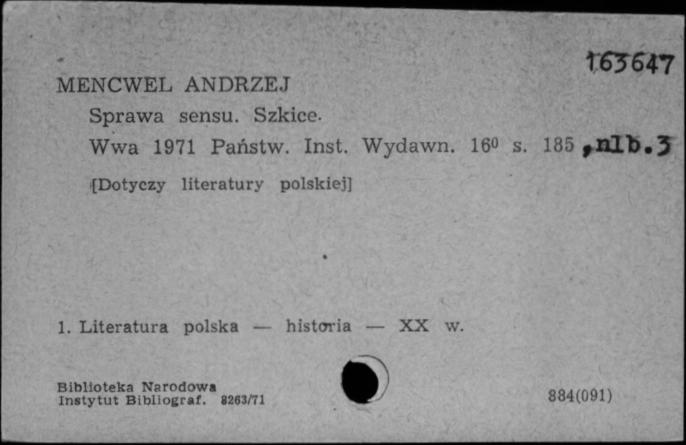 163647
MENCWEL ANDRZEJ
Sprawa sensu. Szkice.
Wwa 1971 Państw. Inst. Wydawn. 16⁰ s. 185 ,nlb.3
[Dotyczy literatury polskiej]
1. Literatura polska — historia — XX w.
Biblioteka Narodowa
Instytut Bibliograf. 8263/71
884(091)